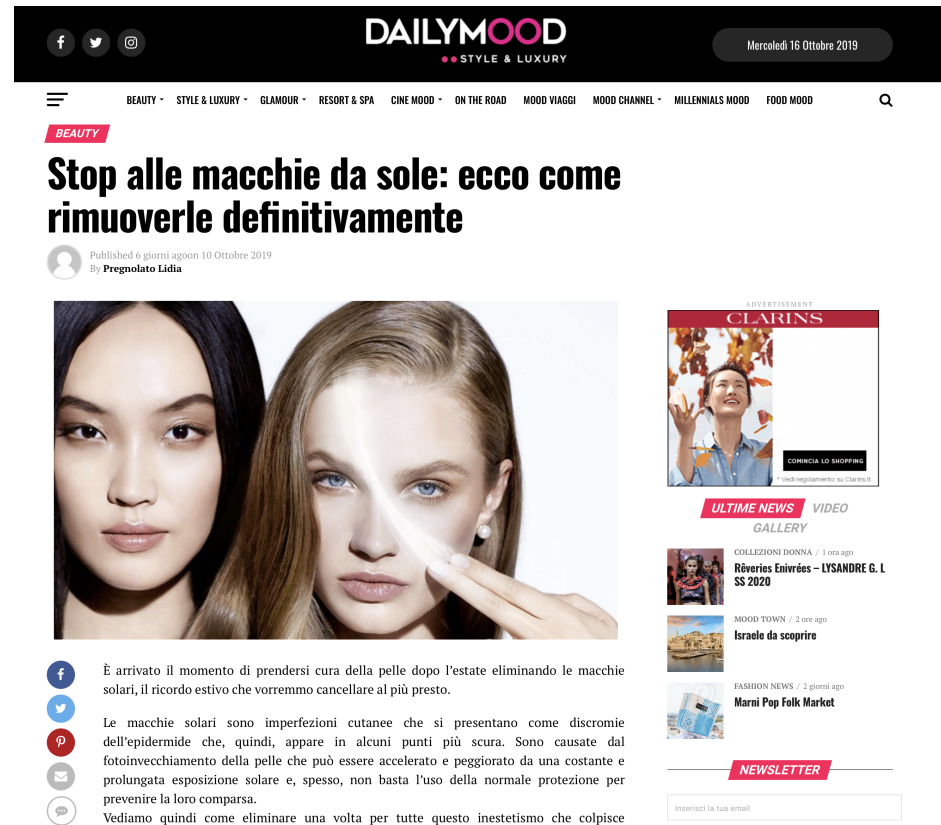 DAILYMOOD
STYLE & LUXURY
Mercoledì 16 Ottobre 2019
BEAUTY STYLE & LUXURY GLAMOUR RESORT & SPA CINE MOOD ON THE ROAD MOOD VIAGGI MOOD CHANNEL MILLENNIALS MOOD FOOD MOOD
BEAUTY
Stop alle macchie da sole: ecco come
rimuoverle definitivamente
Published 6 giorni agoon 10 Ottobre 2019
By Pregnolato Lidia
ADVERTISEMENT
CLARINS
COMINCIA LO SHOPPING
* Vedi regolamento su Clarins.it
ULTIME NEWS VIDEO
GALLERY
COLLEZIONI DONNA / 1 ora ago
Rêveries Enivrées – LYSANDRE G. L
SS 2020
MOOD TOWN / 2 ore ago
Israele da scoprire
FASHION NEWS / 2 giorni ago
Marni Pop Folk Market
NEWSLETTER
Inserisci la tua email
È arrivato il momento di prendersi cura della pelle dopo l'estate eliminando le macchie
solari, il ricordo estivo che vorremmo cancellare al più presto.
Le macchie solari sono imperfezioni cutanee che si presentano come discromie
dell'epidermide che, quindi, appare in alcuni punti più scura. Sono causate dal
fotoinvecchiamento della pelle che può essere accelerato e peggiorato da una costante e
prolungata esposizione solare e, spesso, non basta l'uso della normale protezione per
prevenire la loro comparsa.
Vediamo quindi come eliminare una volta per tutte questo inestetismo che colpisce